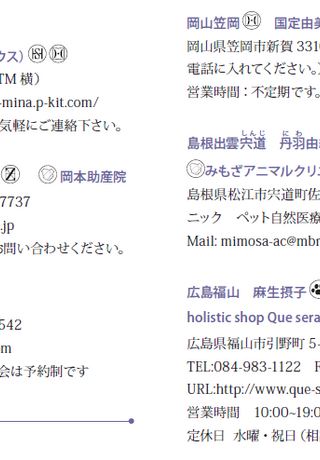 ウス)
TM 横)
-mina.p-kit.com/
気軽にご連絡下さい。
岡本助産院
7737
.jp
お問い合わせください。
542
om
会は予約制です
岡山笠岡 国定由美
岡山県笠岡市新賀 331
電話に入れてください。)
営業時間:不定期です。
島根出雲宍道 丹羽由
しんじ にわ
みもざアニマルクリニ
島根県松江市宍道町佐
ニック ペット自然医療
Mail: mimosa-ac@mbr
広島福山 麻生摂子
holistic shop Que sera
広島県福山市引野町 5-
TEL:084-983-1122 F
URL:http://www.que-s
営業時間 10:00~19:0
定休日 水曜・祝日(相